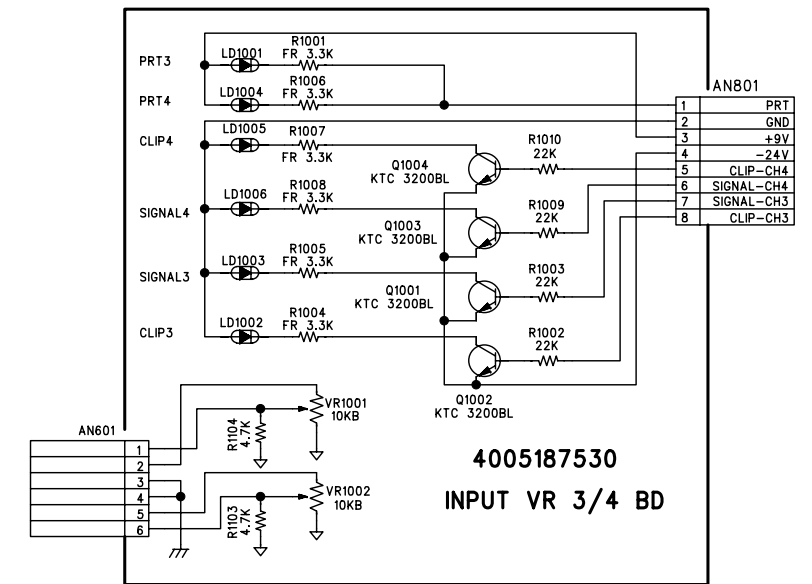 PRT3
LD1001
R1001
FR 3.3K
PRT4
LD1004
R1006
FR 3.3K
CLIP4
LD1005
R1007
FR 3.3K
Q1004
KTC 3200BL
R1010
22K
SIGNAL4
LD1006
R1008
FR 3.3K
Q1003
KTC 3200BL
R1009
22K
SIGNAL3
LD1003
R1005
FR 3.3K
Q1001
KTC 3200BL
R1003
22K
CLIP3
LD1002
R1004
FR 3.3K
R1002
22K
Q1002
KTC 3200BL
AN801
1 PRT
2 GND
3 +9V
4 -24V
5 CLIP-CH4
6 SIGNAL-CH4
7 SIGNAL-CH3
8 CLIP-CH3
AN601
1
2
3
4
5
6
R1104
4.7K
VR1001
10KB
R1103
4.7K
VR1002
10KB
4005187530
INPUT VR 3/4 BD